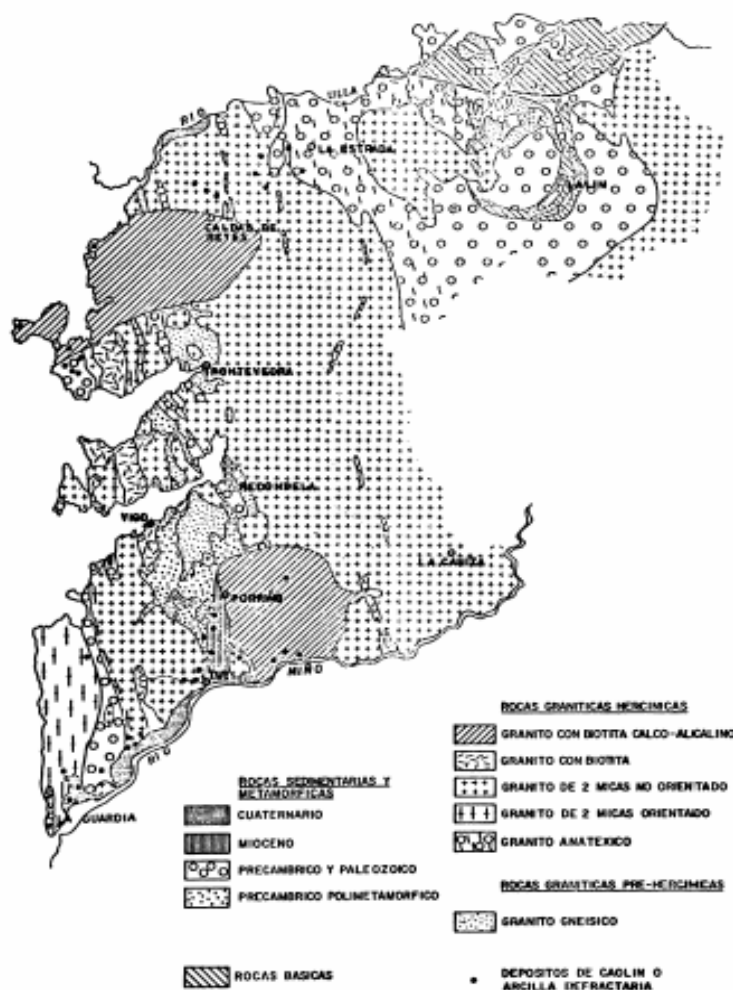 RIO
ULLA
LA ESTRADA
LALIN
CALDAS DE
REYES
PONTEVEDRA
REDONDELA
VIGO
LA CAÑIZA
PORRIÑO
TUY
MIÑO
RIO
LA GUARDIA
ROCAS GRANITICAS HERCINICAS
GRANITO CON BIOTITA CALCO-ALCALINO
GRANITO CON BIOTITA
GRANITO DE 2 MICAS NO ORIENTADO
GRANITO DE 2 MICAS ORIENTADO
GRANITO ANATEXICO
ROCAS SEDIMENTARIAS Y
METAMORFICAS
CUATERNARIO
MIOCENO
PRECAMBRICO Y PALEOZOICO
PRECAMBRICO POLIMETAMORFICO
ROCAS GRANITICAS PRE-HERCINICAS
GRANITO GNEISICO
ROCAS BASICAS
DEPOSITOS DE CAOLIN O
ARCILLA REFRACTARIA